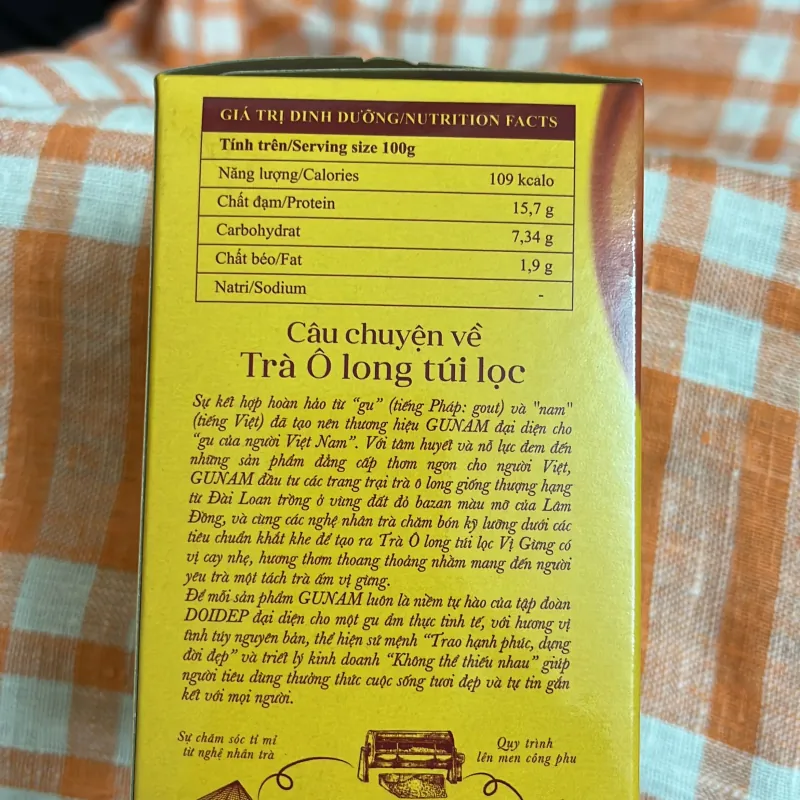 GIÁ TRỊ DINH DƯỠNG/NUTRITION FACTS
Tính trên/Serving size 100g
Năng lượng/Calories 109 kcalo
Chất đạm/Protein 15,7 g
Carbohydrat 7,34 g
Chất béo/Fat 1,9 g
Natri/Sodium -
Câu chuyện về
Trà Ô long túi lọc
Sự kết hợp hoàn hảo từ “gu” (tiếng Pháp: gout) và "nam"
(tiếng Việt) đã tạo nên thương hiệu GUNAM đại diện cho
“gu của người Việt Nam”. Với tâm huyết và nỗ lực đem đến
những sản phẩm đẳng cấp thơm ngon cho người Việt,
GUNAM đầu tư các trang trại trà ô long giống thượng hạng
từ Đài Loan trồng ở vùng đất đỏ bazan màu mỡ của Lâm
Đồng, và cùng các nghệ nhân trà chăm bón kỹ lưỡng dưới các
tiêu chuẩn khắt khe để tạo ra Trà Ô long túi lọc Vị Gừng có
vị cay nhẹ, hương thơm thoang thoảng nhằm mang đến người
yêu trà một tách trà ấm vị gừng.
Để mỗi sản phẩm GUNAM luôn là niềm tự hào của tập đoàn
DOIDEP đại diện cho một gu ẩm thực tinh tế, với hương vị
tinh túy nguyên bản, thể hiện sứ mệnh “Trao hạnh phúc, dựng
đời đẹp” và triết lý kinh doanh “Không thể thiếu nhau” giúp
người tiêu dùng thưởng thức cuộc sống tươi đẹp và tự tin gắn
kết với mọi người.
Sự chăm sóc tỉ mỉ
từ nghệ nhân trà
Quy trình
lên men công phu